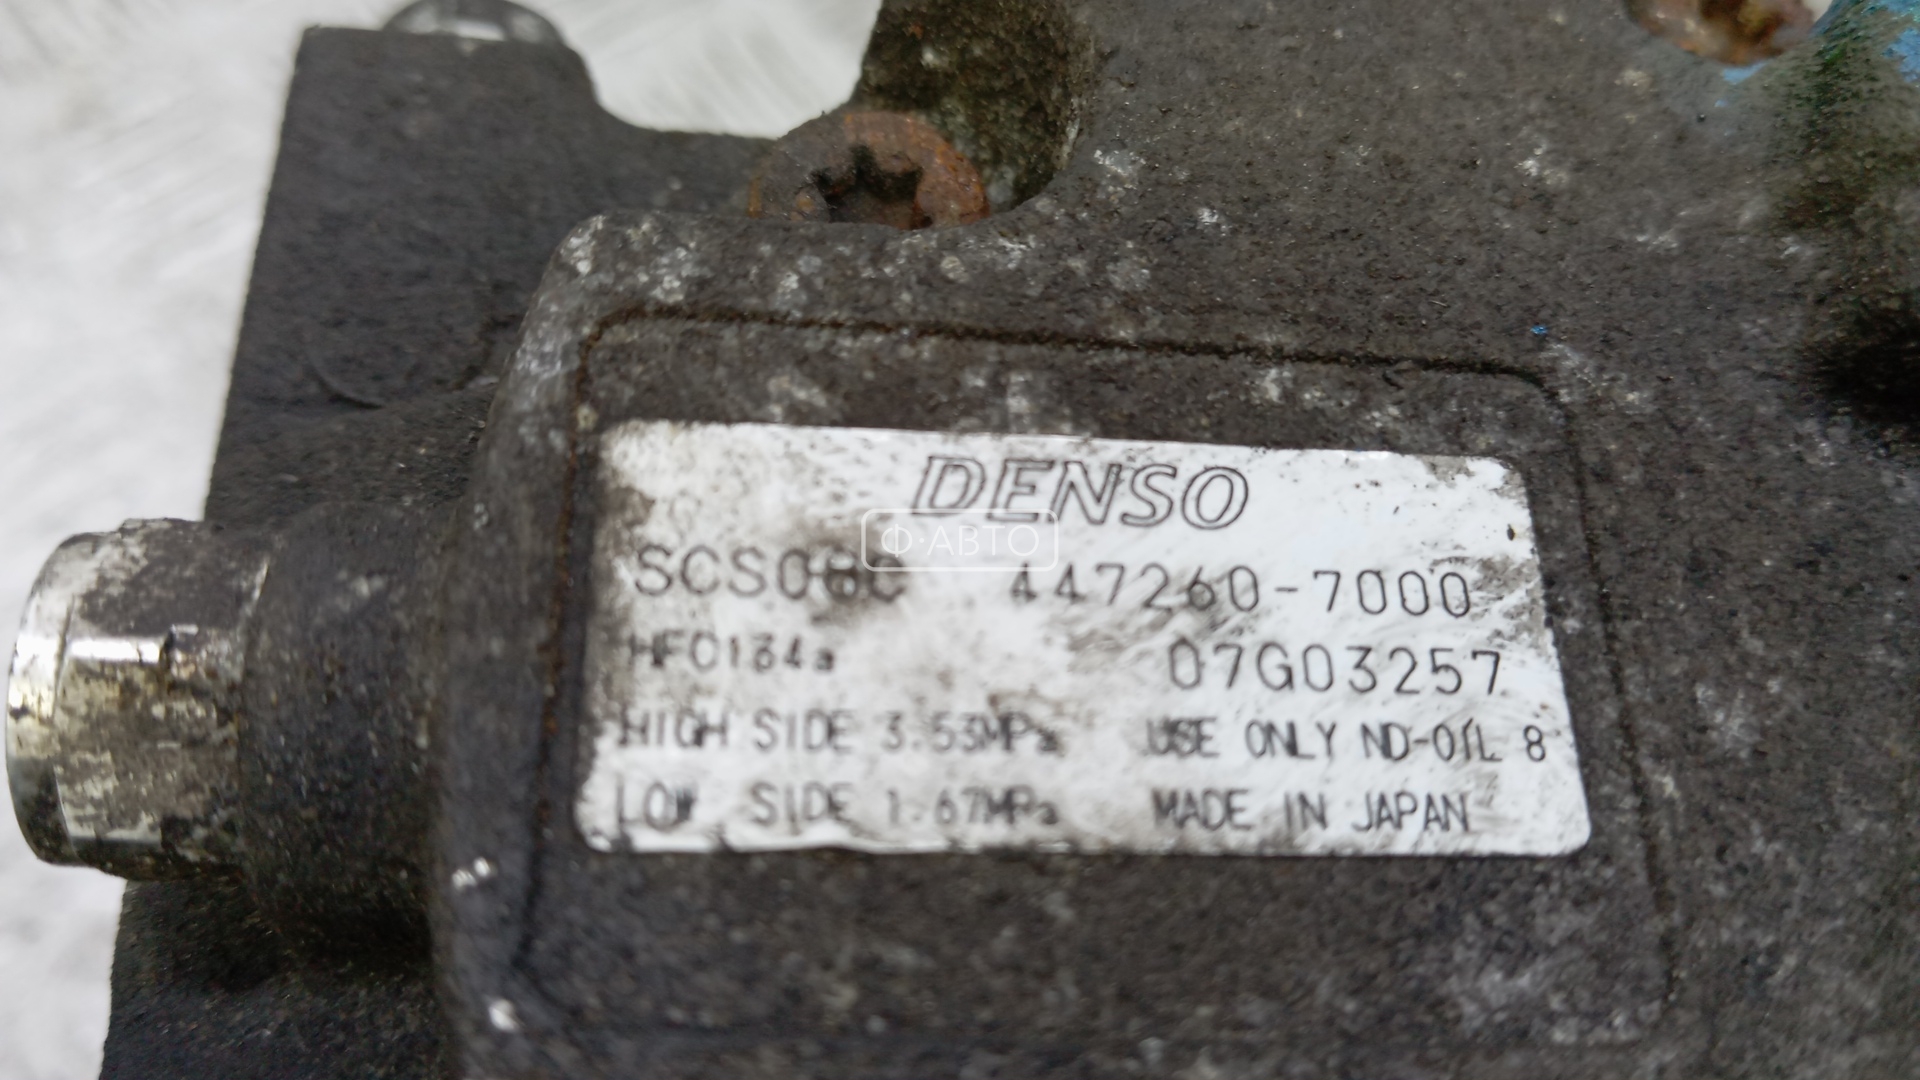 DENSO
Ф·АВТО
SCS06C 447260-7000
HFC134a 07G03257
HIGH SIDE 3.53MPa USE ONLY ND-OIL 8
LOW SIDE 1.67MPa MADE IN JAPAN